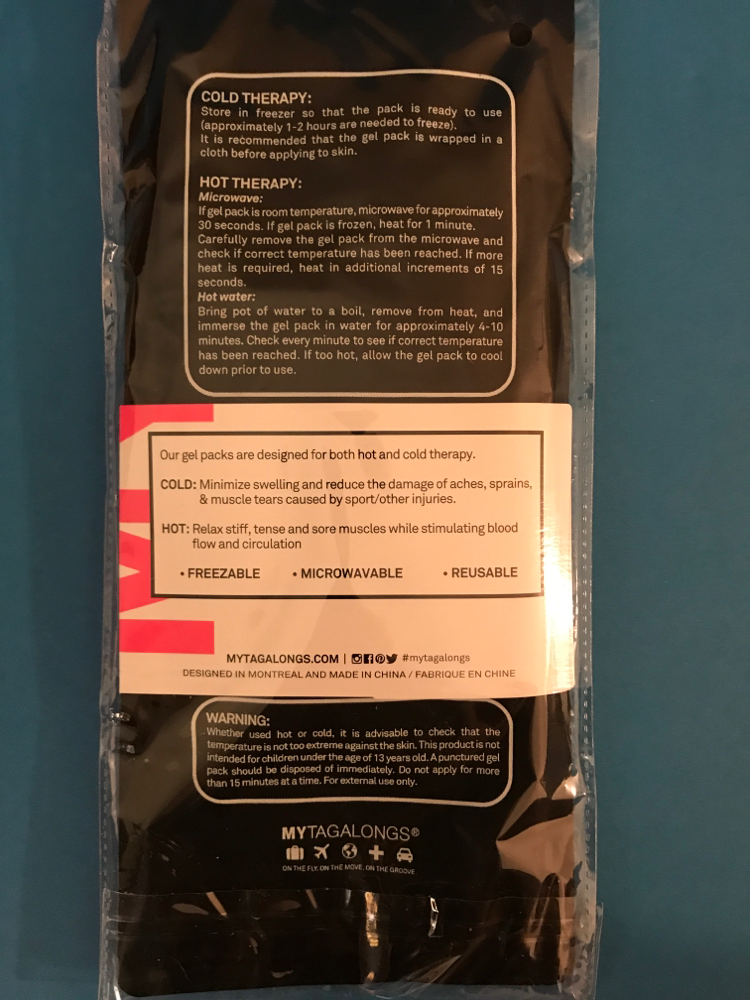 COLD THERAPY:
Store in freezer so that the pack is ready to use
(approximately 1-2 hours are needed to freeze).
It is recommended that the gel pack is wrapped in a
cloth before applying to skin.
HOT THERAPY:
Microwave:
If gel pack is room temperature, microwave for approximately
30 seconds. If gel pack is frozen, heat for 1 minute.
Carefully remove the gel pack from the microwave and
check if correct temperature has been reached. If more
heat is required, heat in additional increments of 15
seconds.
Hot water:
Bring pot of water to a boil, remove from heat, and
immerse the gel pack in water for approximately 4-10
minutes. Check every minute to see if correct temperature
has been reached. If too hot, allow the gel pack to cool
down prior to use.
Our gel packs are designed for both hot and cold therapy.
COLD: Minimize swelling and reduce the damage of aches, sprains,
& muscle tears caused by sport/other injuries.
HOT: Relax stiff, tense and sore muscles while stimulating blood
flow and circulation
• FREEZABLE • MICROWAVABLE • REUSABLE
MYTAGALONGS.COM | #mytagalongs
DESIGNED IN MONTREAL AND MADE IN CHINA / FABRIQUE EN CHINE
WARNING:
Whether used hot or cold, it is advisable to check that the
temperature is not too extreme against the skin. This product is not
intended for children under the age of 13 years old. A punctured gel
pack should be disposed of immediately. Do not apply for more
than 15 minutes at a time. For external use only.
MYTAGALONGS®
ON THE FLY. ON THE MOVE. ON THE GROOVE